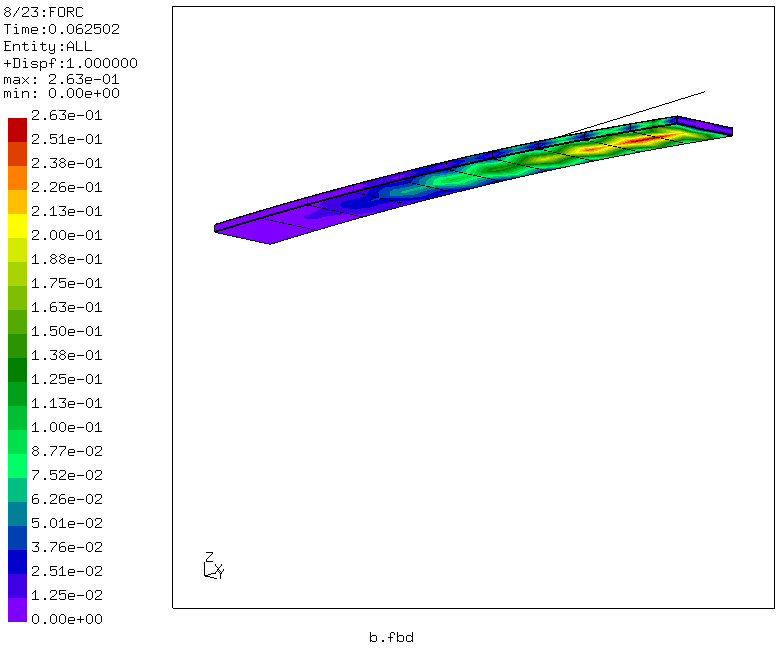 8/23:FORC
Time:0.062502
Entity:ALL
+Dispf:1.000000
max: 2.63e-01
min: 0.00e+00
2.63e-01
2.51e-01
2.38e-01
2.26e-01
2.13e-01
2.00e-01
1.88e-01
1.75e-01
1.63e-01
1.50e-01
1.38e-01
1.25e-01
1.13e-01
1.00e-01
8.77e-02
7.52e-02
6.26e-02
5.01e-02
3.76e-02
2.51e-02
1.25e-02
0.00e+00
Z
X
Y
b.fbd